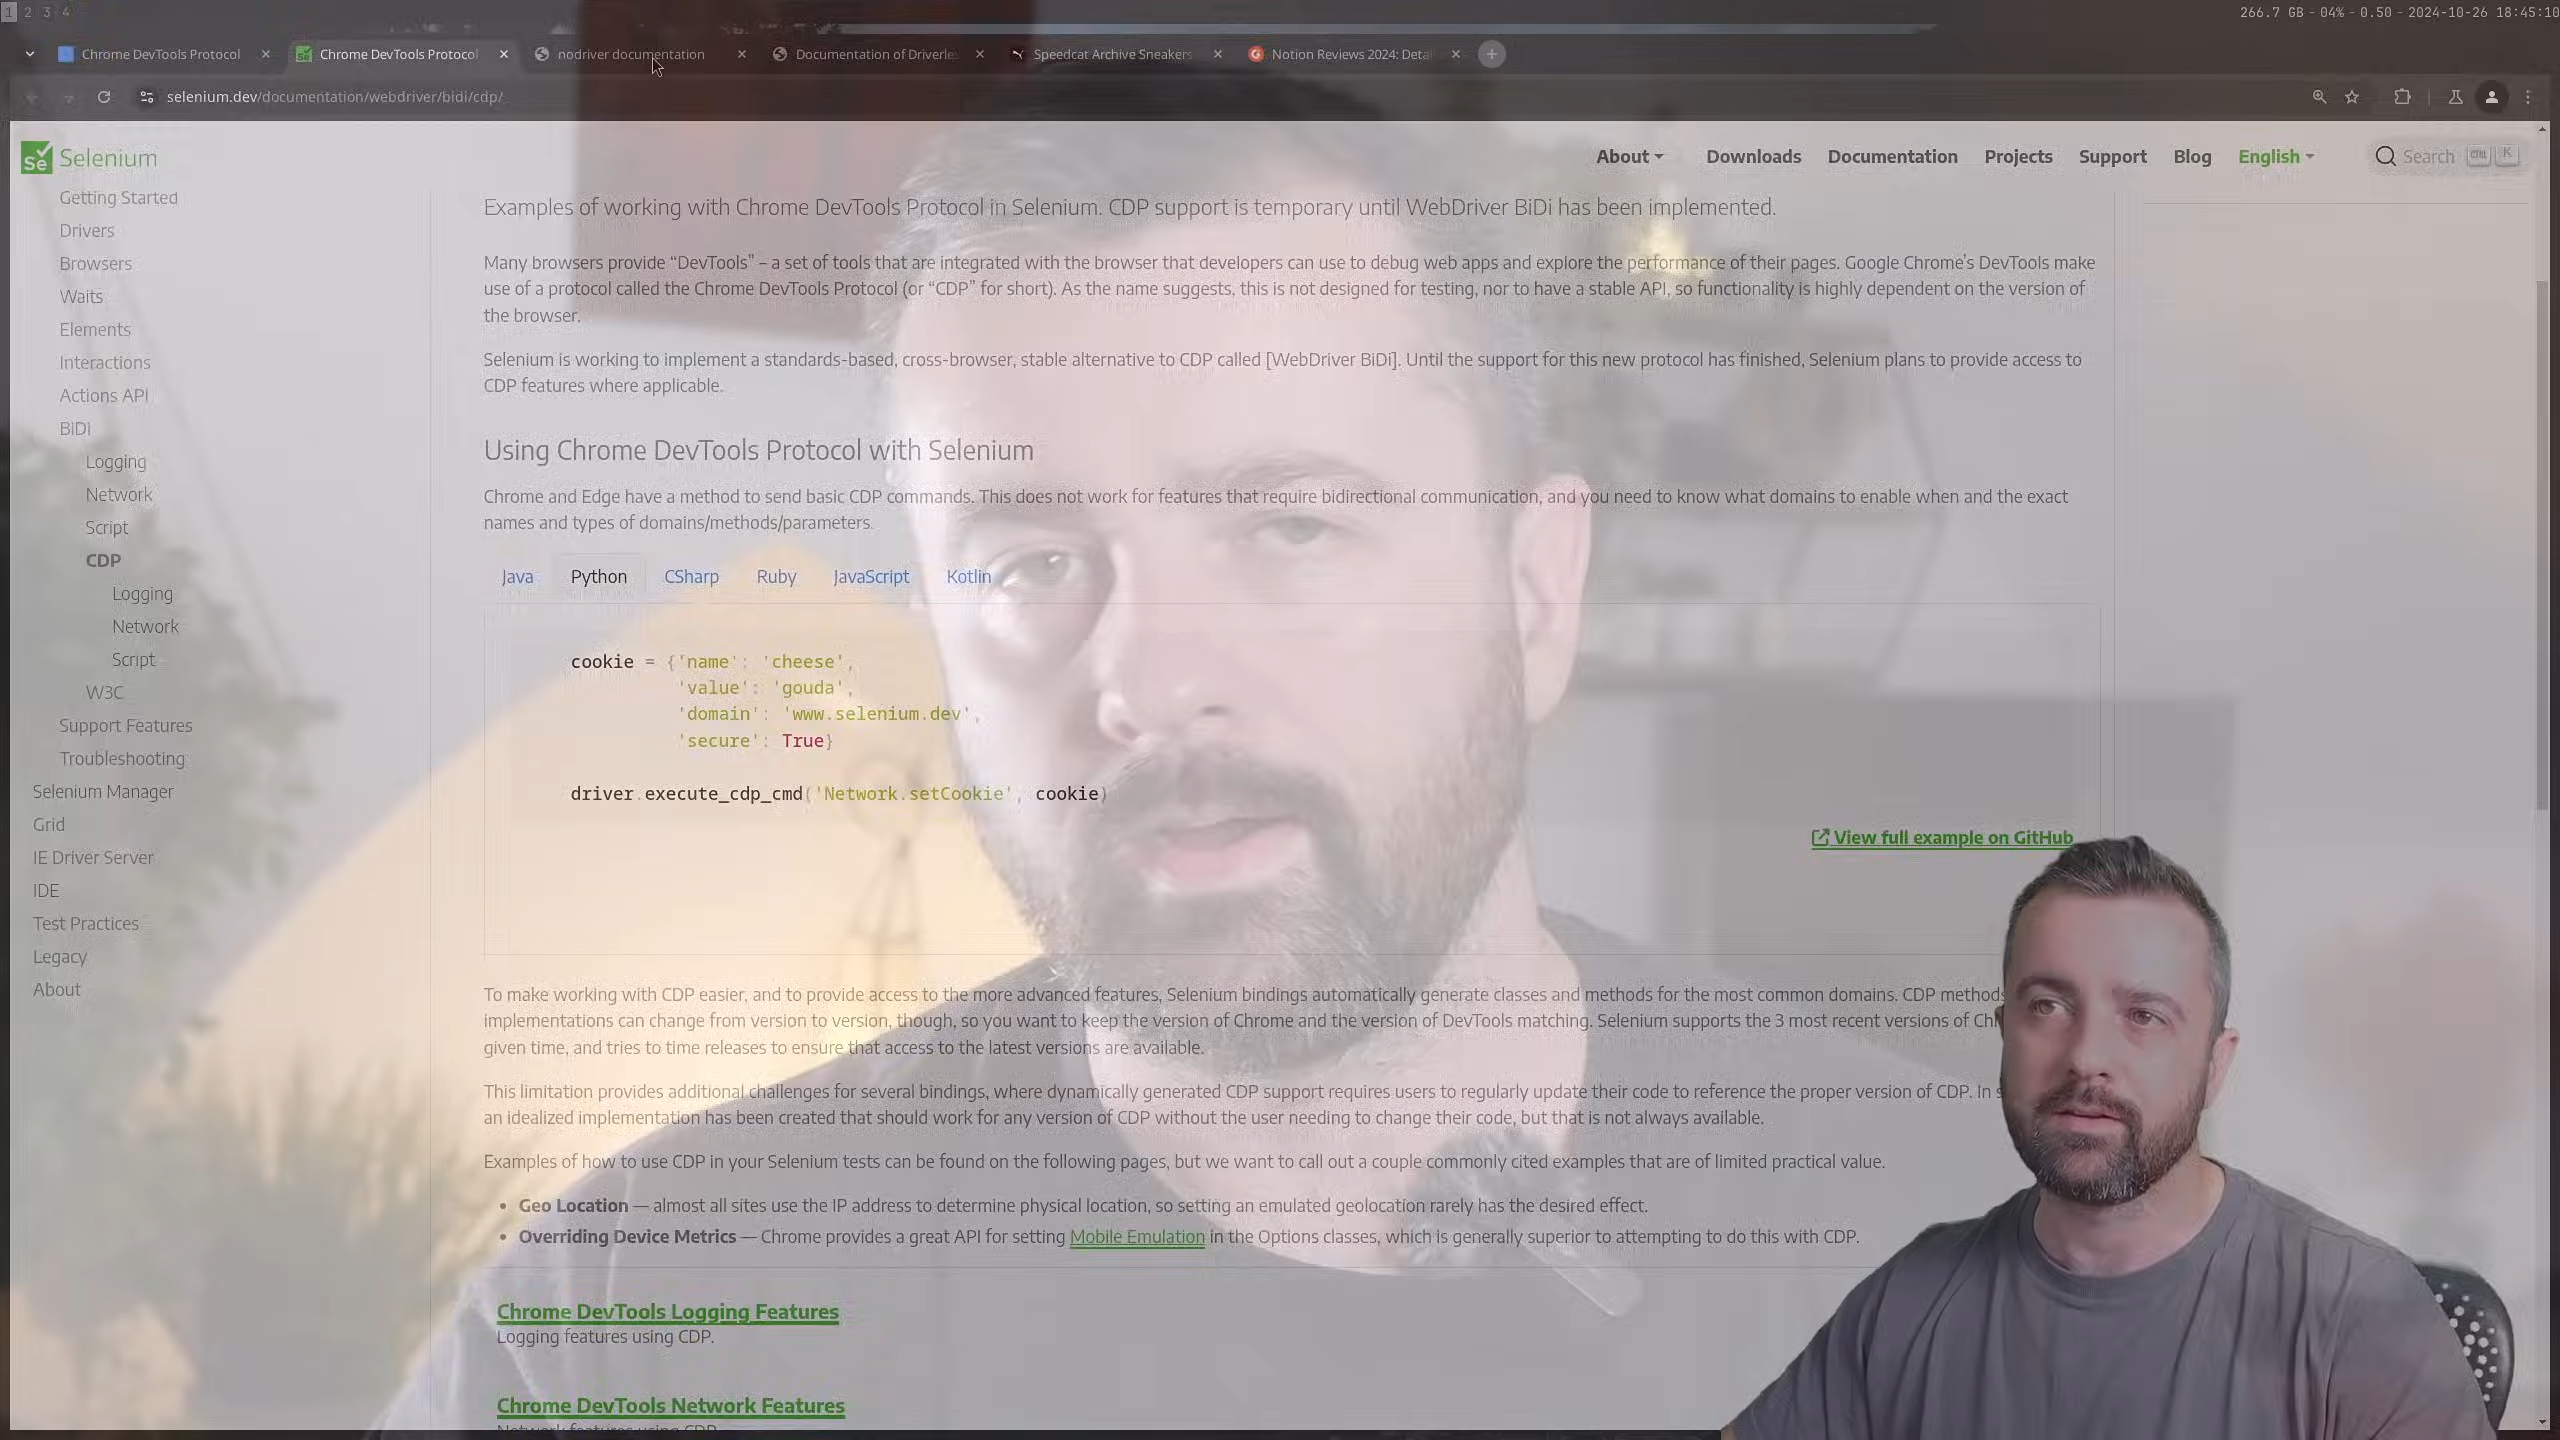 1 2 3 4
266.7 GB - 04% - 0.50 - 2024-10-26 18:45:10
Chrome DevTools Protocol
Chrome DevTools Protocol
nodriver documentation
Documentation of Driverles
Speedcat Archive Sneakers
Notion Reviews 2024: Detai
selenium.dev/documentation/webdriver/bidi/cdp/
Se Selenium
About
Downloads
Documentation
Projects
Support
Blog
English
Search
CTRL K
Getting Started
Drivers
Browsers
Waits
Elements
Interactions
Actions API
BiDi
Logging
Network
Script
CDP
Logging
Network
Script
W3C
Support Features
Troubleshooting
Selenium Manager
Grid
IE Driver Server
IDE
Test Practices
Legacy
About
Examples of working with Chrome DevTools Protocol in Selenium. CDP support is temporary until WebDriver BiDi has been implemented.
Many browsers provide “DevTools” – a set of tools that are integrated with the browser that developers can use to debug web apps and explore the performance of their pages. Google Chrome’s DevTools make
use of a protocol called the Chrome DevTools Protocol (or “CDP” for short). As the name suggests, this is not designed for testing, nor to have a stable API, so functionality is highly dependent on the version of
the browser.
Selenium is working to implement a standards-based, cross-browser, stable alternative to CDP called [WebDriver BiDi]. Until the support for this new protocol has finished, Selenium plans to provide access to
CDP features where applicable.
Using Chrome DevTools Protocol with Selenium
Chrome and Edge have a method to send basic CDP commands. This does not work for features that require bidirectional communication, and you need to know what domains to enable when and the exact
names and types of domains/methods/parameters.
Java Python CSharp Ruby JavaScript Kotlin
cookie = {'name': 'cheese',
'value': 'gouda',
'domain': 'www.selenium.dev',
'secure': True}
driver.execute_cdp_cmd('Network.setCookie', cookie)
View full example on GitHub
To make working with CDP easier, and to provide access to the more advanced features, Selenium bindings automatically generate classes and methods for the most common domains. CDP methods
implementations can change from version to version, though, so you want to keep the version of Chrome and the version of DevTools matching. Selenium supports the 3 most recent versions of
given time, and tries to time releases to ensure that access to the latest versions are available.
This limitation provides additional challenges for several bindings, where dynamically generated CDP support requires users to regularly update their code to reference the proper version of CDP. In
an idealized implementation has been created that should work for any version of CDP without the user needing to change their code, but that is not always available.
Examples of how to use CDP in your Selenium tests can be found on the following pages, but we want to call out a couple commonly cited examples that are of limited practical value.
• Geo Location — almost all sites use the IP address to determine physical location, so setting an emulated geolocation rarely has the desired effect.
• Overriding Device Metrics — Chrome provides a great API for setting Mobile Emulation in the Options classes, which is generally superior to attempting to do this with CDP.
Chrome DevTools Logging Features
Logging features using CDP.
Chrome DevTools Network Features
Network features using CDP